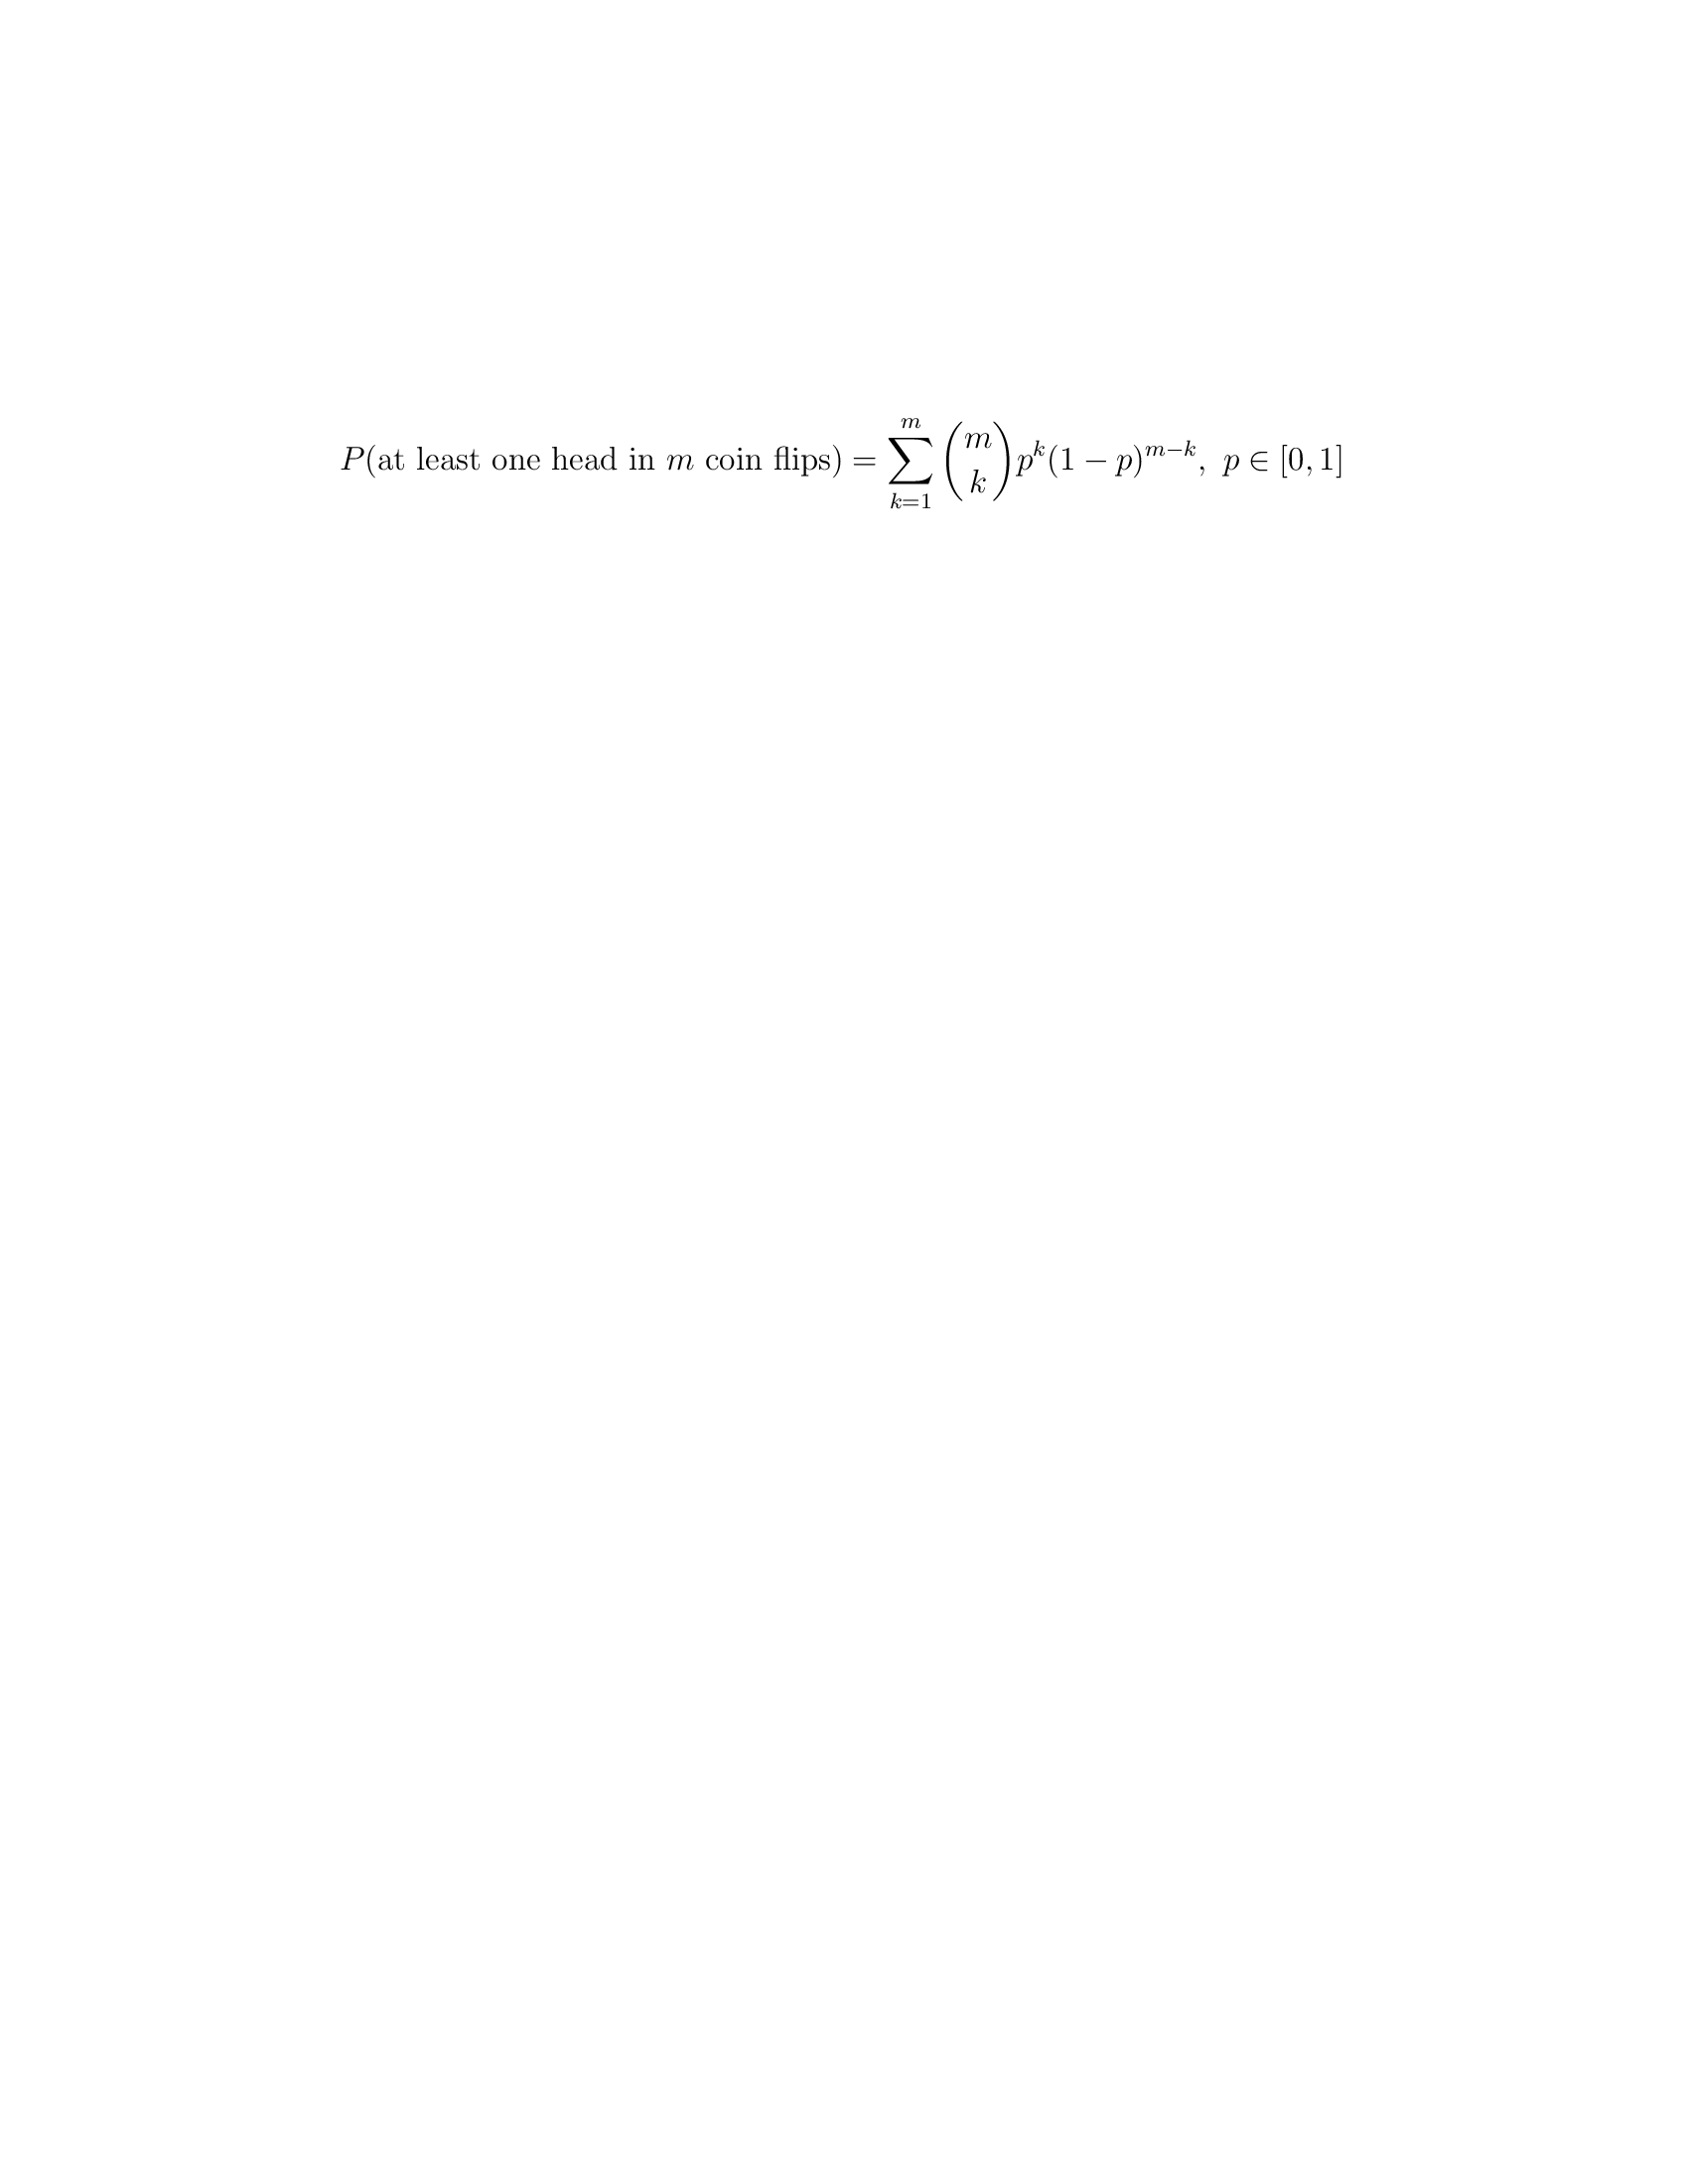 $P(\text{at least one head in } m \text{ coin flips}) = \sum_{k=1}^{m} \binom{m}{k} p^k (1-p)^{m-k},\ p \in [0, 1]$